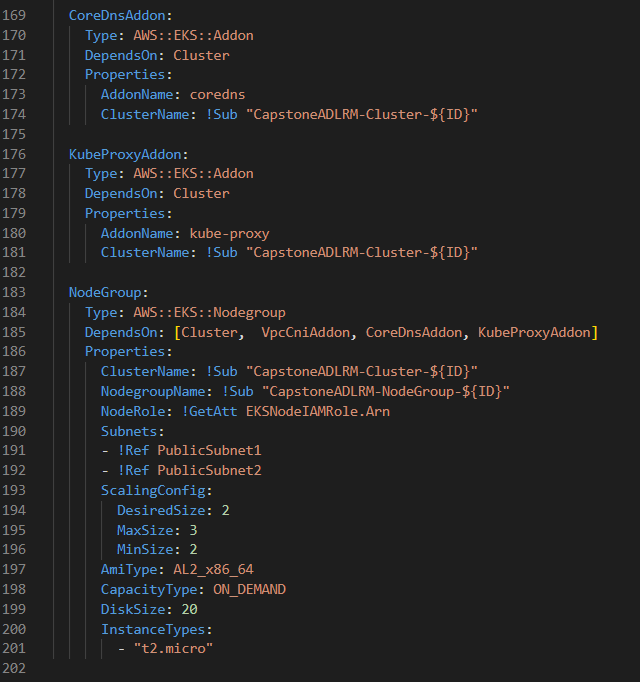 169 CoreDnsAddon:
170 Type: AWS::EKS::Addon
171 DependsOn: Cluster
172 Properties:
173 AddonName: coredns
174 ClusterName: !Sub "CapstoneADLRM-Cluster-${ID}"
175
176 KubeProxyAddon:
177 Type: AWS::EKS::Addon
178 DependsOn: Cluster
179 Properties:
180 AddonName: kube-proxy
181 ClusterName: !Sub "CapstoneADLRM-Cluster-${ID}"
182
183 NodeGroup:
184 Type: AWS::EKS::Nodegroup
185 DependsOn: [Cluster,  VpcCniAddon, CoreDnsAddon, KubeProxyAddon]
186 Properties:
187 ClusterName: !Sub "CapstoneADLRM-Cluster-${ID}"
188 NodegroupName: !Sub "CapstoneADLRM-NodeGroup-${ID}"
189 NodeRole: !GetAtt EKSNodeIAMRole.Arn
190 Subnets:
191 - !Ref PublicSubnet1
192 - !Ref PublicSubnet2
193 ScalingConfig:
194 DesiredSize: 2
195 MaxSize: 3
196 MinSize: 2
197 AmiType: AL2_x86_64
198 CapacityType: ON_DEMAND
199 DiskSize: 20
200 InstanceTypes:
201 - "t2.micro"
202